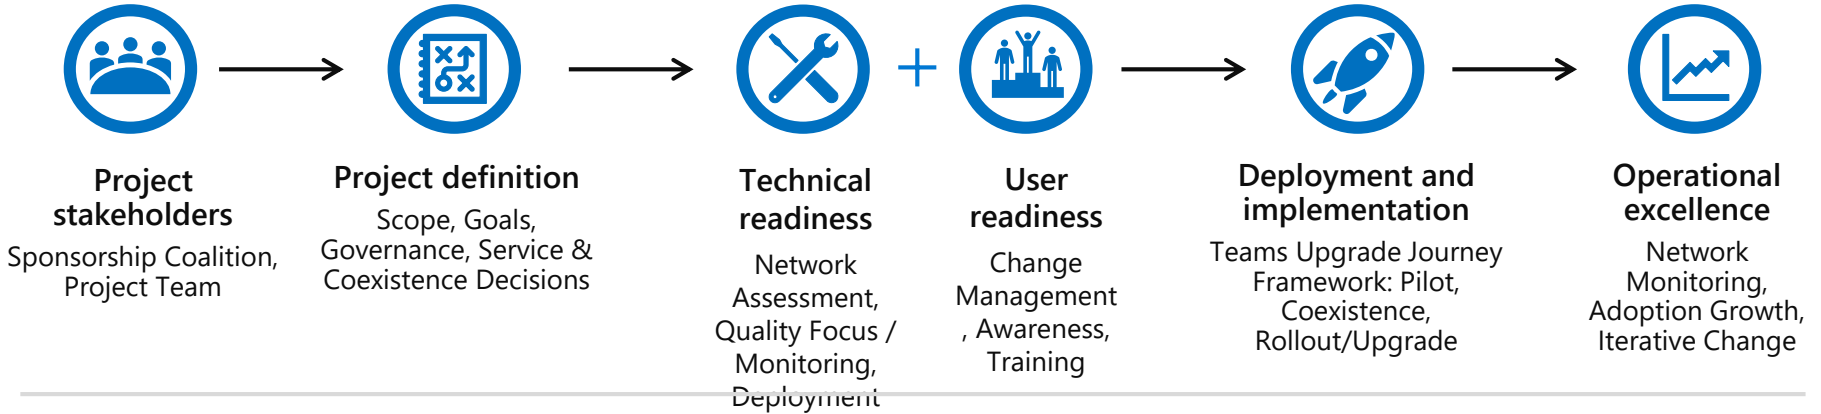 Project
stakeholders
Sponsorship Coalition,
Project Team
Project definition
Scope, Goals,
Governance, Service &
Coexistence Decisions
Technical
readiness
Network
Assessment,
Quality Focus /
Monitoring,
Deployment
User
readiness
Change
Management
, Awareness,
Training
Deployment and
implementation
Teams Upgrade Journey
Framework: Pilot,
Coexistence,
Rollout/Upgrade
Operational
excellence
Network
Monitoring,
Adoption Growth,
Iterative Change